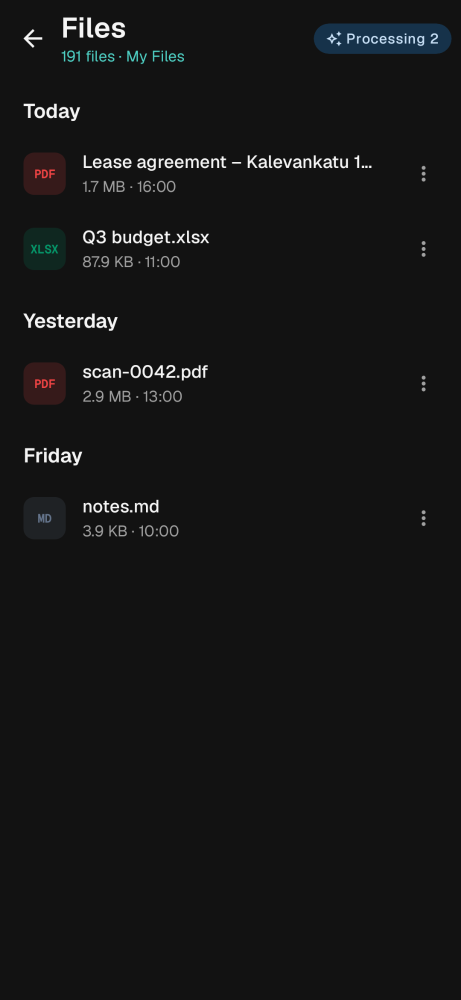 Files
191 files · My Files
Processing 2
Today
PDF
Lease agreement – Kalevankatu 1...
1.7 MB · 16:00
XLSX
Q3 budget.xlsx
87.9 KB · 11:00
Yesterday
PDF
scan-0042.pdf
2.9 MB · 13:00
Friday
MD
notes.md
3.9 KB · 10:00